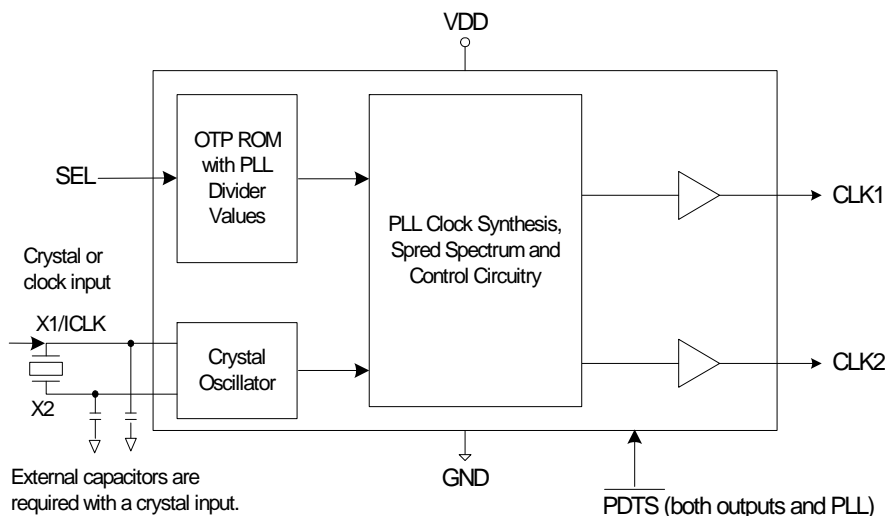 VDD
OTP ROM
with PLL
Divider
Values
SEL
PLL Clock Synthesis,
Spred Spectrum and
Control Circuitry
CLK1
Crystal or
clock input
X1/ICLK
Crystal
Oscillator
CLK2
X2
External capacitors are
required with a crystal input.
GND
PDTS (both outputs and PLL)